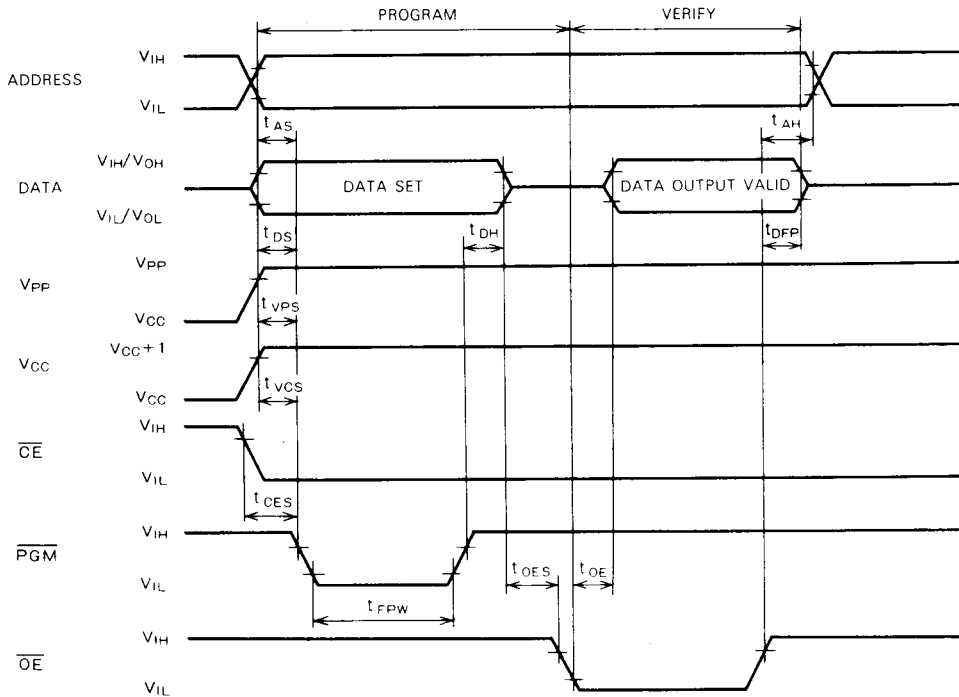 PROGRAM VERIFY
VIH
ADDRESS
VIL
tAS
tAH
VIH/VOH
DATA
DATA SET
DATA OUTPUT VALID
VIL/VOL
tDS
tDH
tDFP
VPP
VPP
tVPS
VCC
VCC+1
VCC
tVCS
VCC
VIH
CE
VIL
tCES
VIH
PGM
tOES
tOE
VIL
tFPW
VIH
OE
VIL